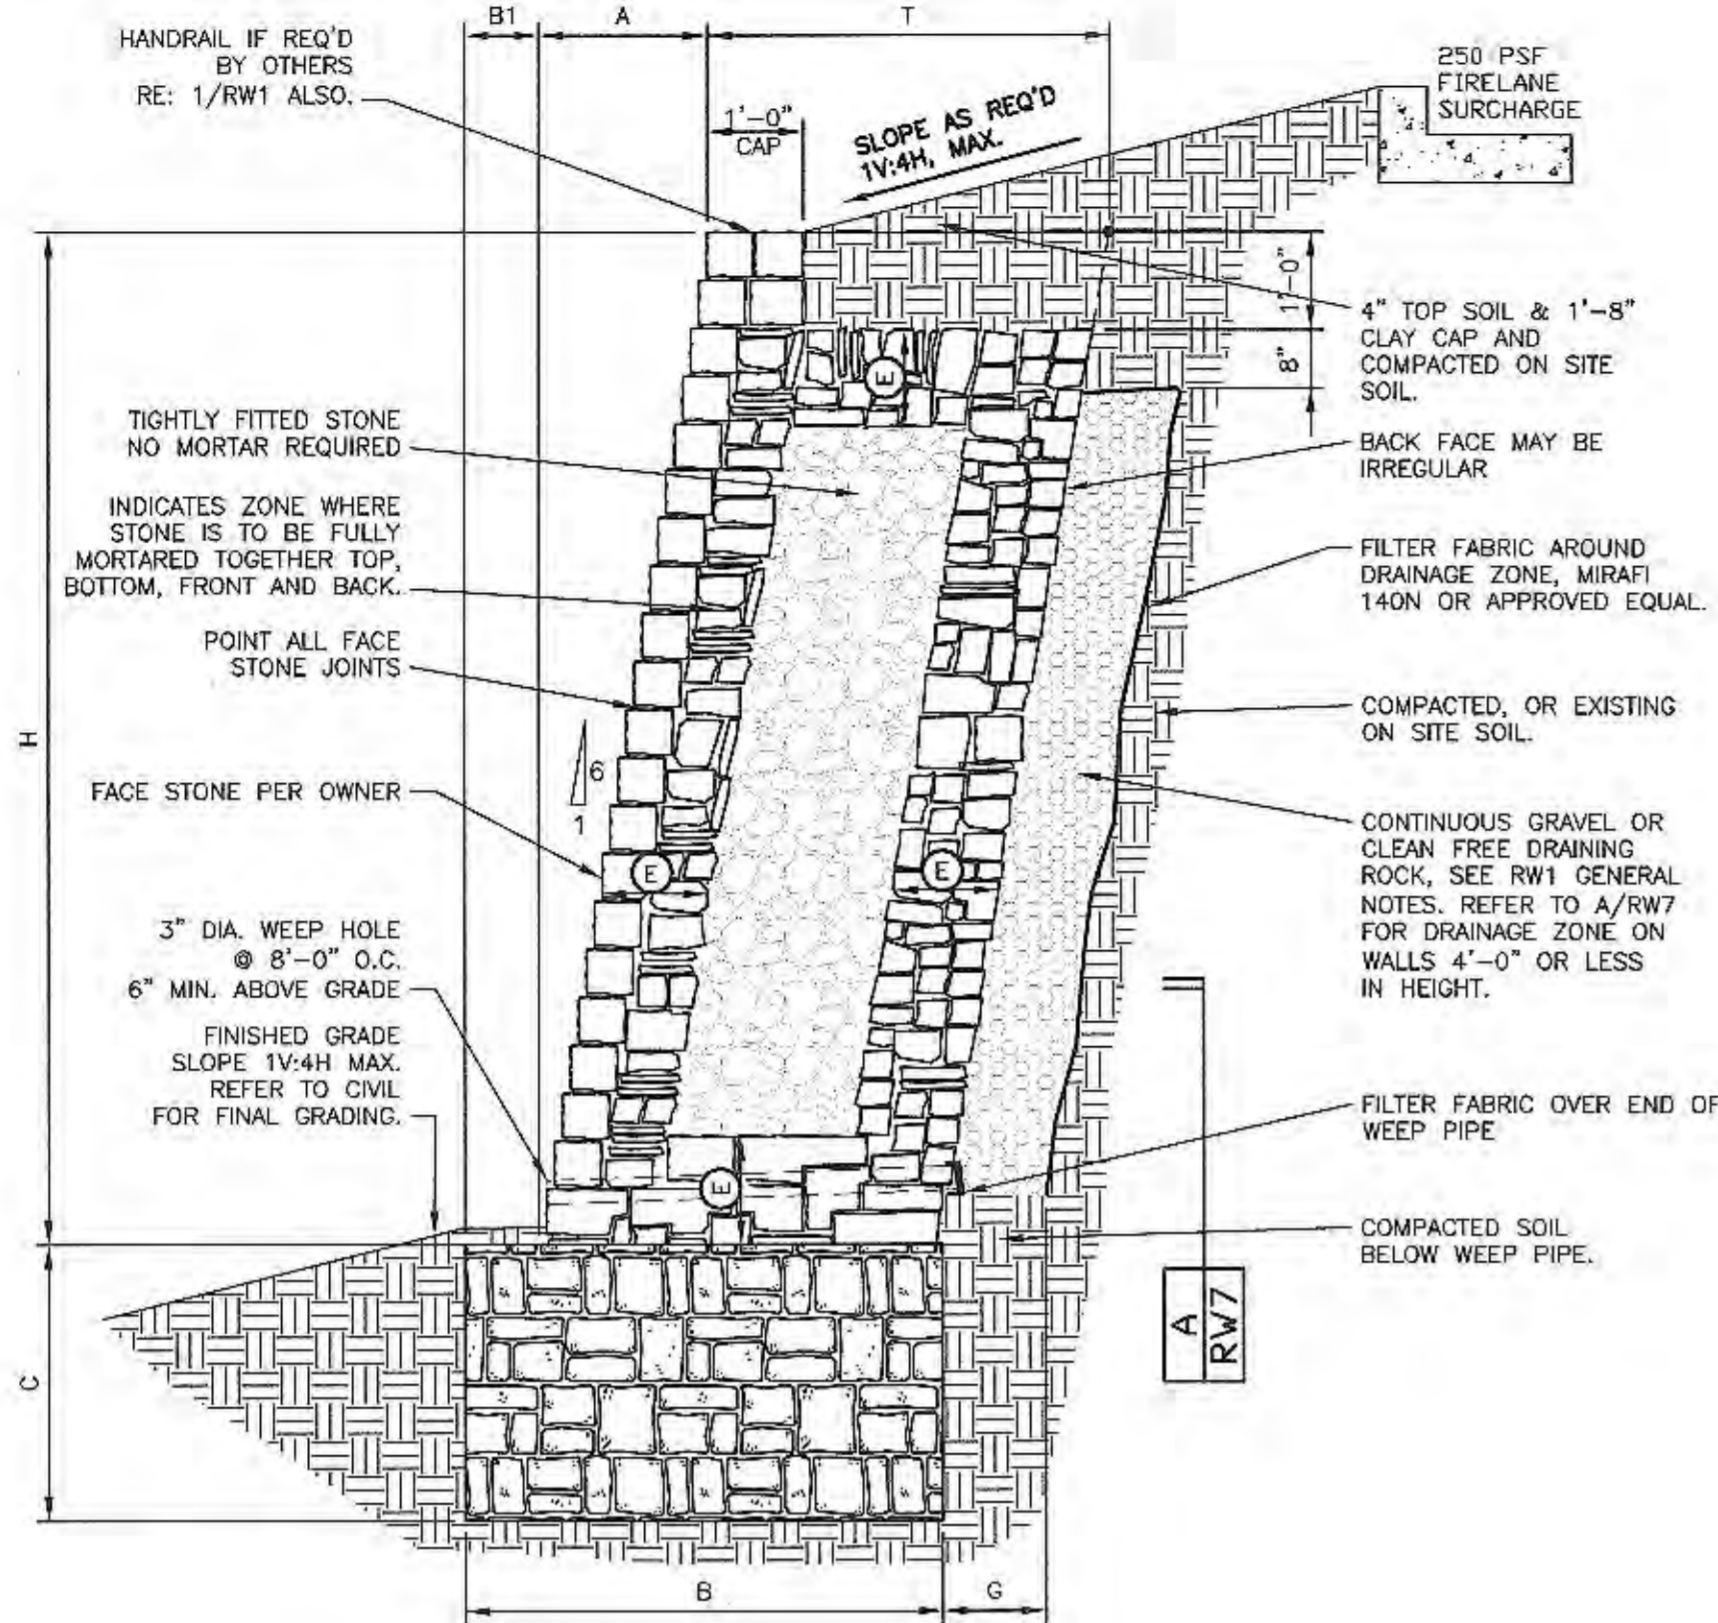 B1
A
T
HANDRAIL IF REQ'D
BY OTHERS
RE: 1/RW1 ALSO.
1'-0"
CAP
SLOPE AS REQ'D
1V:4H, MAX.
250 PSF
FIRELANE
SURCHARGE
1'-0"
8"
4" TOP SOIL & 1'-8"
CLAY CAP AND
COMPACTED ON SITE
SOIL.
E
TIGHTLY FITTED STONE
NO MORTAR REQUIRED
BACK FACE MAY BE
IRREGULAR
INDICATES ZONE WHERE
STONE IS TO BE FULLY
MORTARED TOGETHER TOP,
BOTTOM, FRONT AND BACK.
FILTER FABRIC AROUND
DRAINAGE ZONE, MIRAFI
140N OR APPROVED EQUAL.
POINT ALL FACE
STONE JOINTS
COMPACTED, OR EXISTING
ON SITE SOIL.
H
6
1
FACE STONE PER OWNER
E
E
CONTINUOUS GRAVEL OR
CLEAN FREE DRAINING
ROCK, SEE RW1 GENERAL
NOTES. REFER TO A/RW7
FOR DRAINAGE ZONE ON
WALLS 4'-0" OR LESS
IN HEIGHT.
3" DIA. WEEP HOLE
@ 8'-0" O.C.
6" MIN. ABOVE GRADE
FINISHED GRADE
SLOPE 1V:4H MAX.
REFER TO CIVIL
FOR FINAL GRADING.
FILTER FABRIC OVER END OF
WEEP PIPE
E
COMPACTED SOIL
BELOW WEEP PIPE.
A
RW7
C
B
G